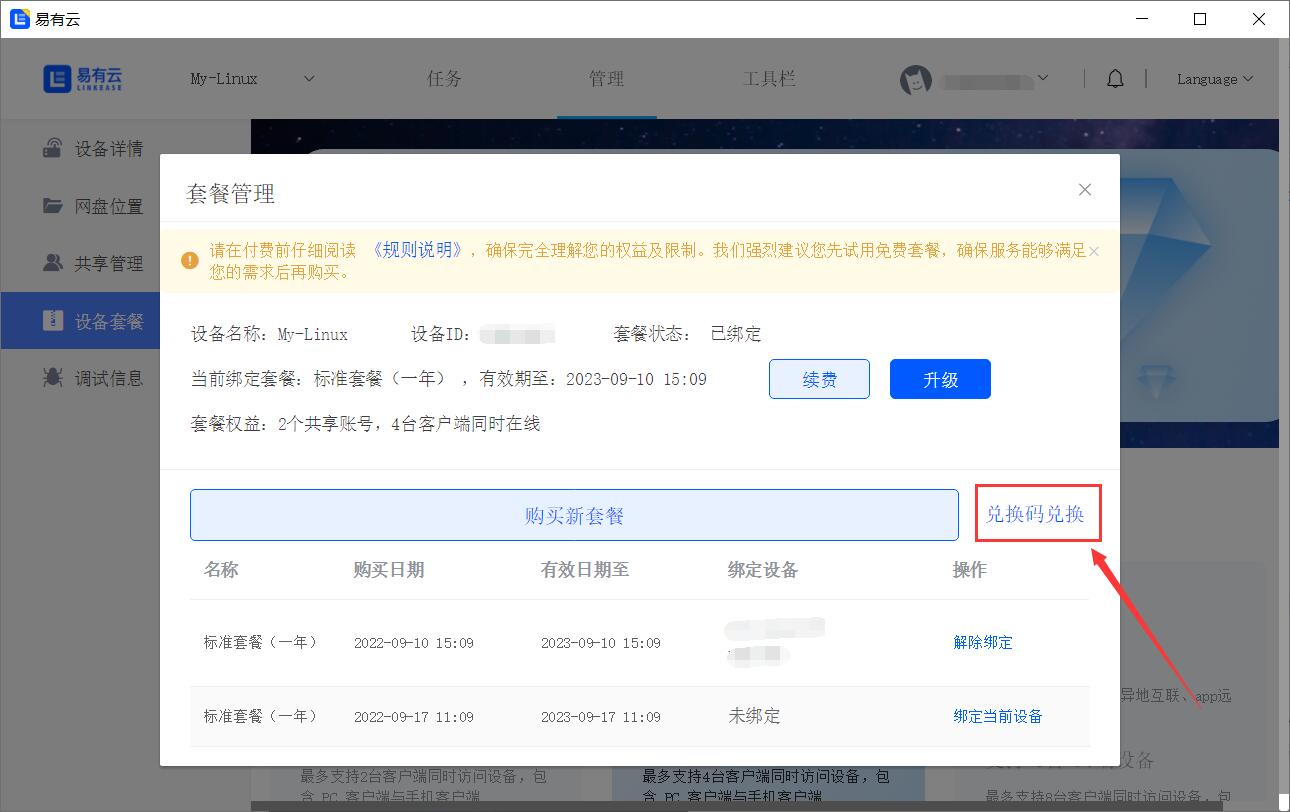 易有云
易有云
LINKEASE
My-Linux
任务
管理
工具栏
Language
设备详情
网盘位置
共享管理
设备套餐
调试信息
套餐管理
请在付费前仔细阅读 《规则说明》,确保完全理解您的权益及限制。我们强烈建议您先试用免费套餐,确保服务能够满足
您的需求后再购买。
设备名称: My-Linux 设备ID: 套餐状态: 已绑定
当前绑定套餐: 标准套餐(一年) ,有效期至: 2023-09-10 15:09
续费
升级
套餐权益: 2个共享账号, 4台客户端同时在线
购买新套餐
兑换码兑换
名称 购买日期 有效日期至 绑定设备 操作
标准套餐(一年) 2022-09-10 15:09 2023-09-10 15:09 解除绑定
标准套餐(一年) 2022-09-17 11:09 2023-09-17 11:09 未绑定 绑定当前设备
异地互联、app远
设备
最多支持2台客户端同时访问设备,包
含 PC 客户端与手机客户端
最多支持4台客户端同时访问设备,包
含 PC 客户端与手机客户端
最多支持8台客户端同时访问设备,包